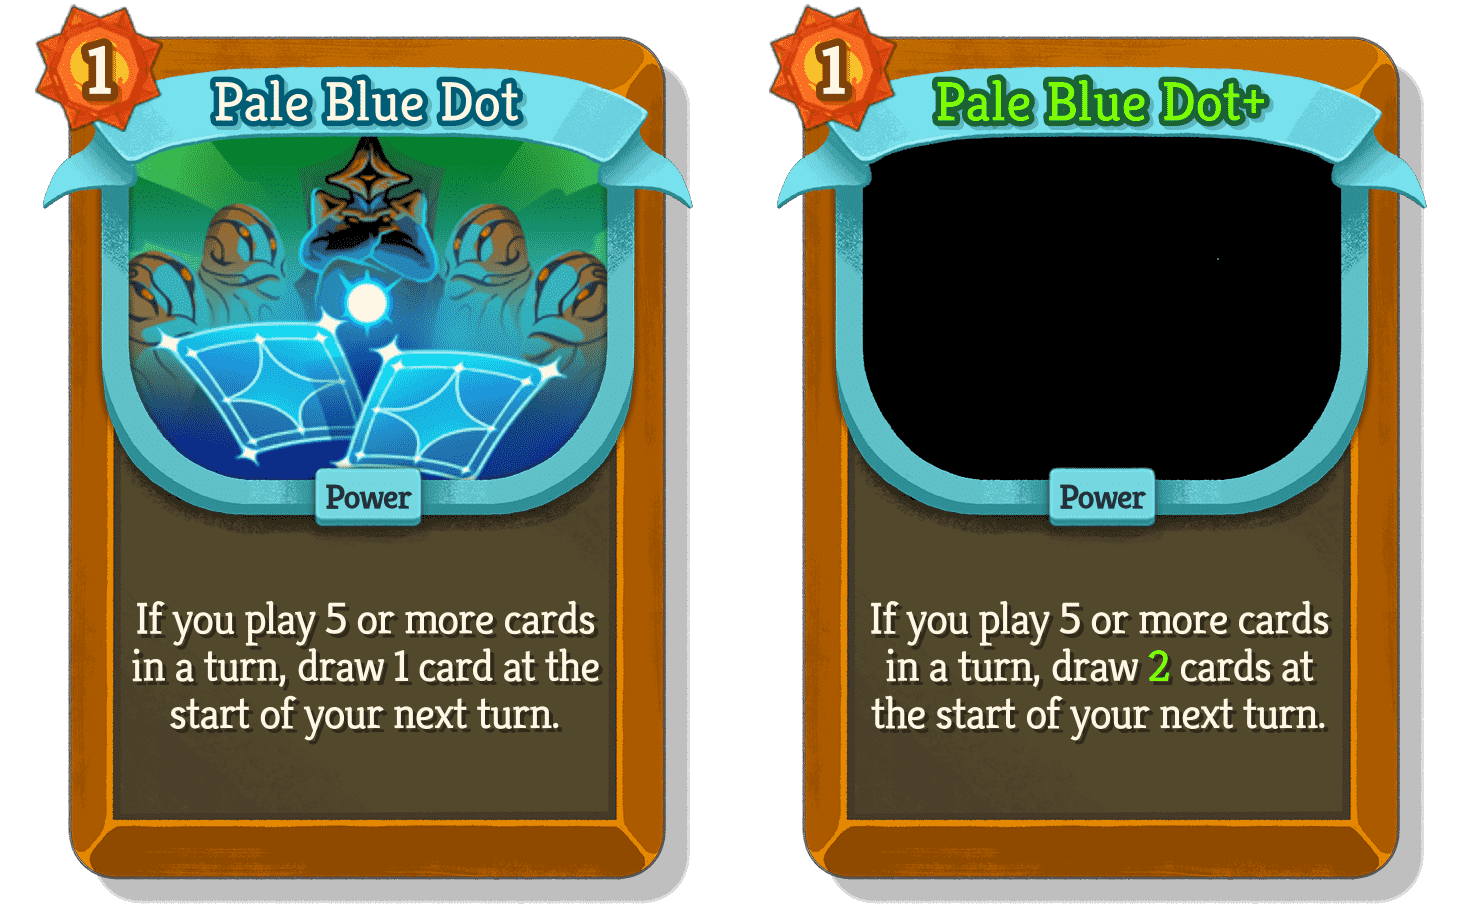 1
Pale Blue Dot
Power
If you play 5 or more cards
in a turn, draw 1 card at the
start of your next turn.
1
Pale Blue Dot+
Power
If you play 5 or more cards
in a turn, draw 2 cards at
the start of your next turn.